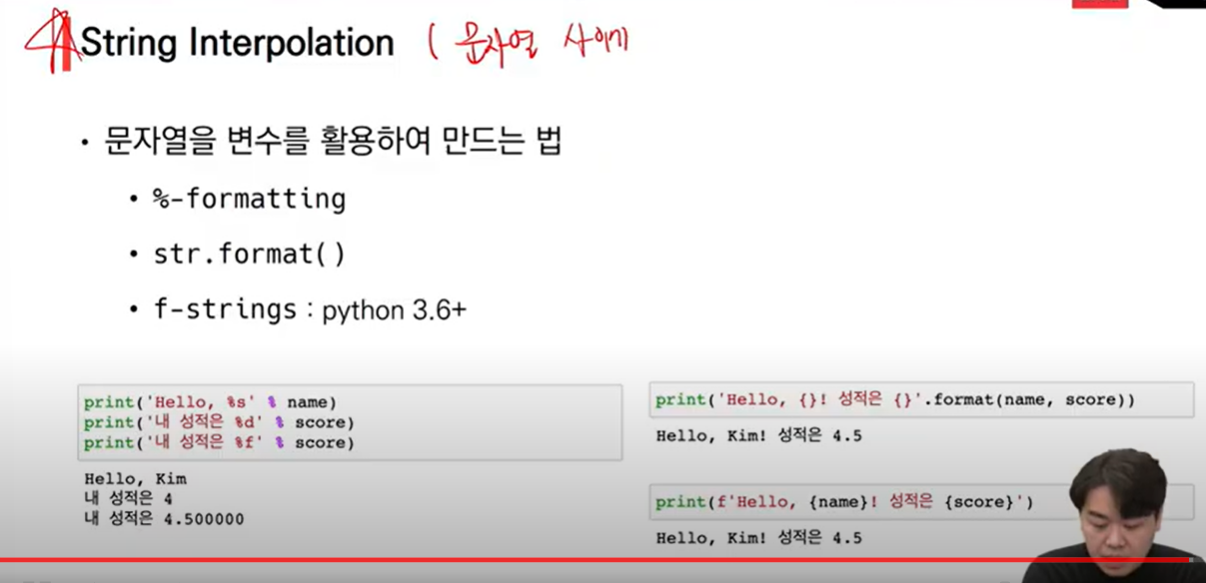 String Interpolation ( 문자열 사이에
• 문자열을 변수를 활용하여 만드는 법
• %-formatting
• str.format()
• f-strings : python 3.6+
print('Hello, %s' % name)
print('내 성적은 %d' % score)
print('내 성적은 %f' % score)
Hello, Kim
내 성적은 4
내 성적은 4.500000
print('Hello, {}! 성적은 {}'.format(name, score))
Hello, Kim! 성적은 4.5
print(f'Hello, {name}! 성적은 {score}')
Hello, Kim! 성적은 4.5